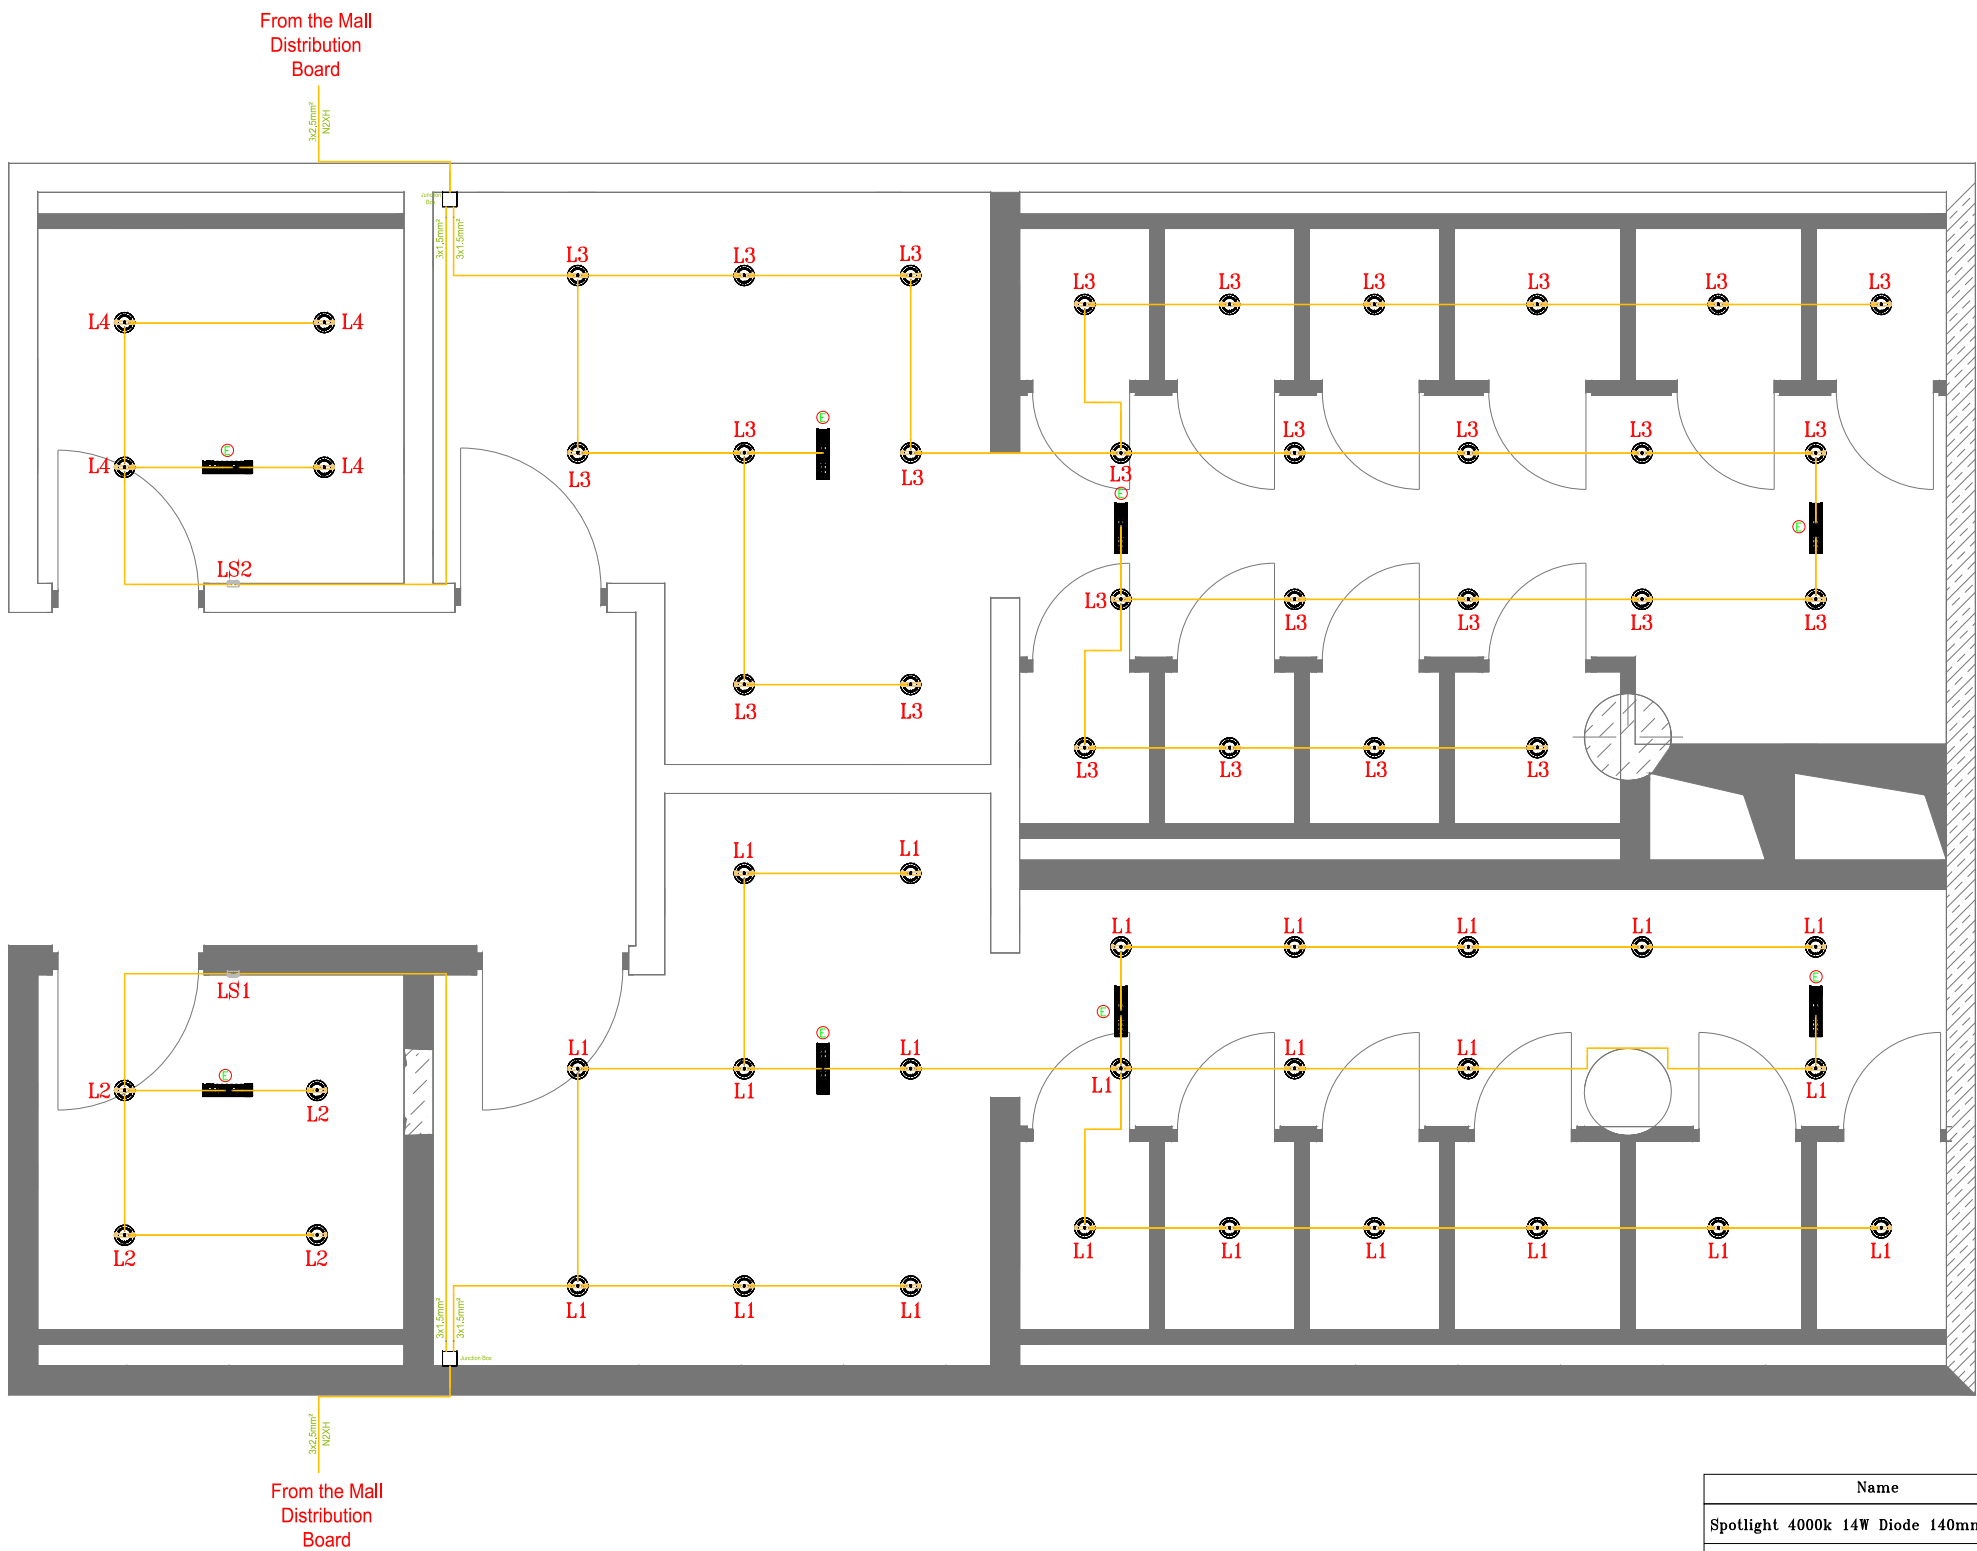 From the Mall
Distribution
Board
3x2,5mm²
N2XH
Junction
Box
3x1,5mm²
3x1.5mm²
L3 L3 L3
L3 L3 L3 L3 L3 L3
L4 L4
E
L3
L3 L3 L3 L3
E
L4 L4
L3 L3 L3
E
E
LS2
L3
L3 L3 L3 L3
L3 L3
L3 L3 L3 L3
L1 L1
L1 L1 L1 L1 L1
E
LS1
E
E
L1 L1 L1 L1
E
L2
L1 L1 L1
L2
L1 L1 L1 L1 L1 L1
L2 L2
L1 L1 L1
3x1,5mm²
3x1,5mm²
Junction Box
3x2,5mm²
N2XH
From the Mall
Distribution
Board
Name
Spotlight 4000k 14W Diode 140mm